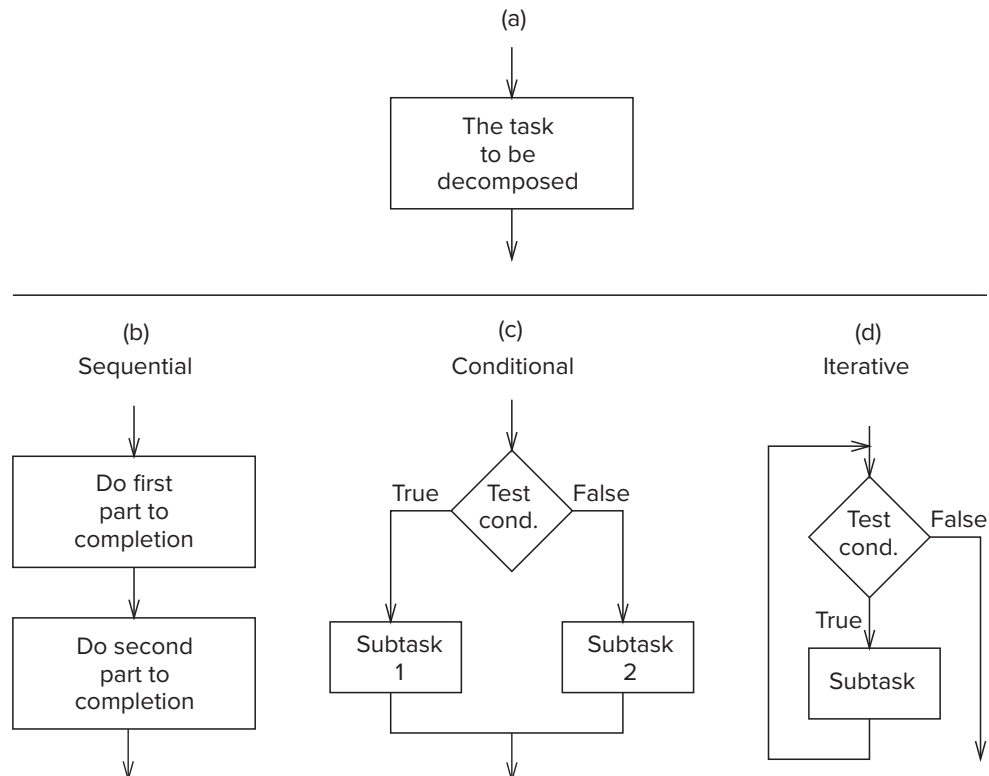 (a)
The task
to be
decomposed
(b)
Sequential
Do first
part to
completion
Do second
part to
completion
(c)
Conditional
Test
cond.
True
False
Subtask
1
Subtask
2
(d)
Iterative
Test
cond.
False
True
Subtask